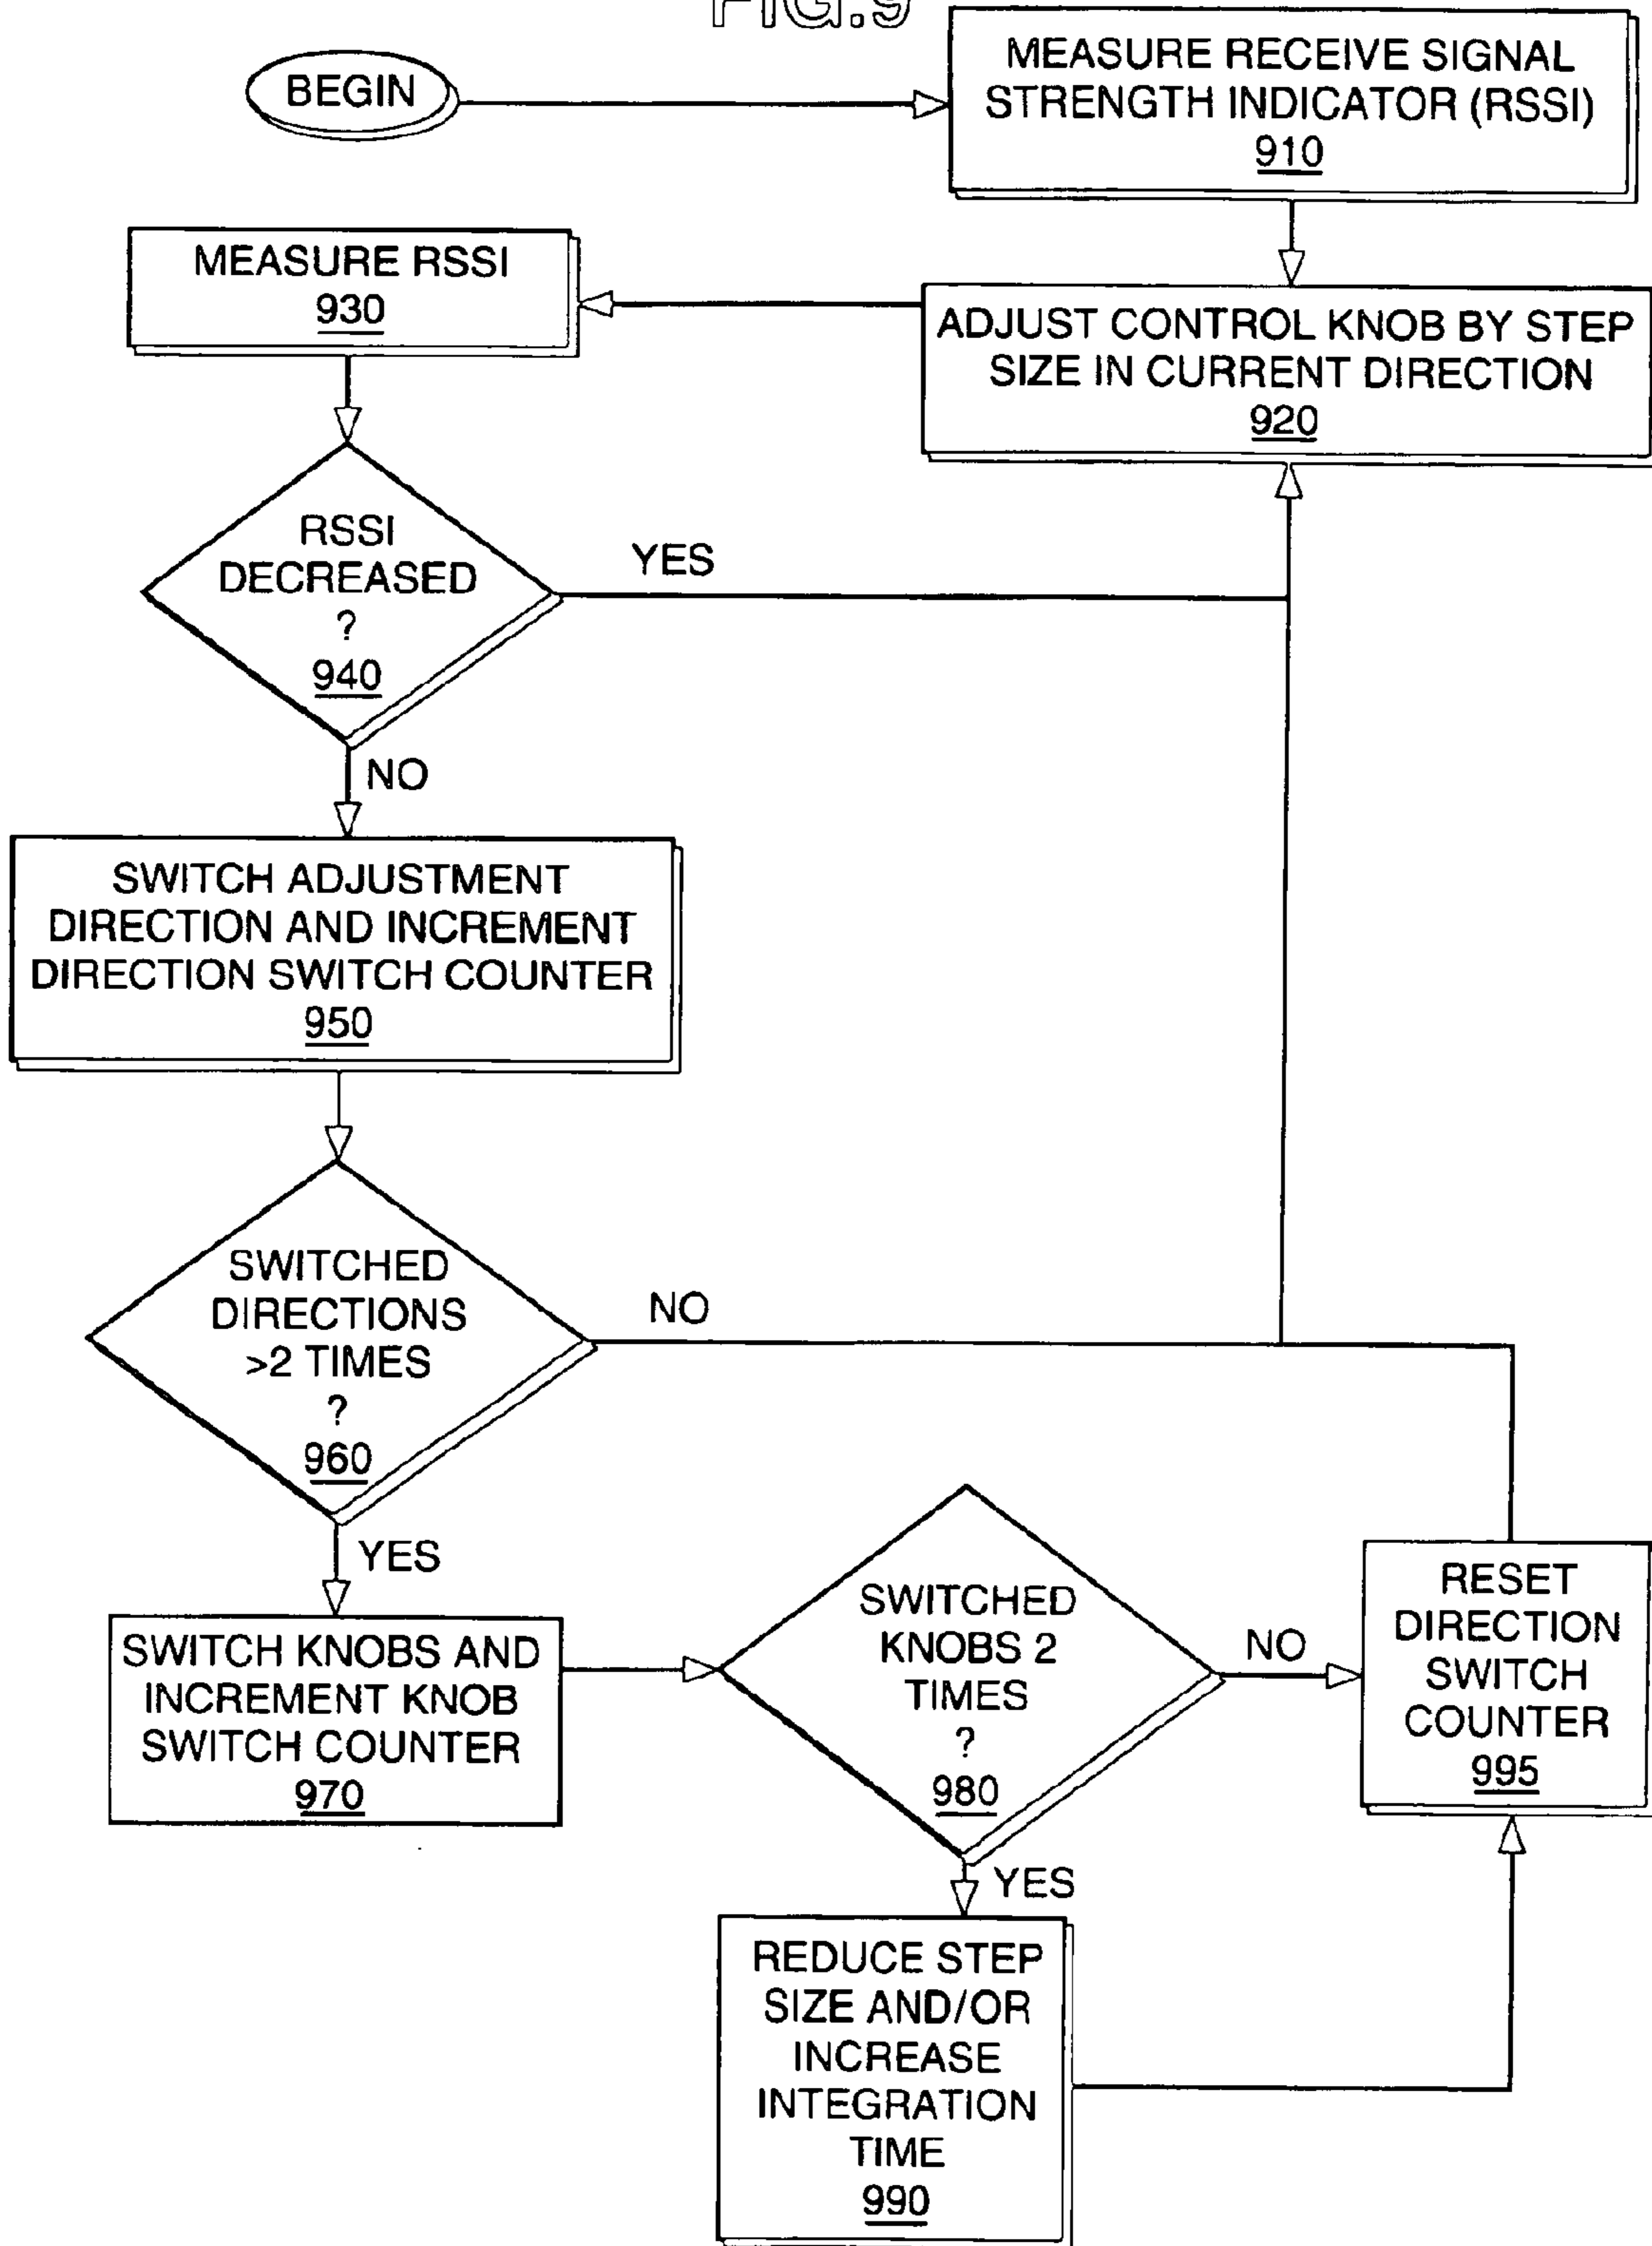 FIG.9
BEGIN
MEASURE RECEIVE SIGNAL
STRENGTH INDICATOR (RSSI)
910
ADJUST CONTROL KNOB BY STEP
SIZE IN CURRENT DIRECTION
920
MEASURE RSSI
930
RSSI
DECREASED
?
940
YES
NO
SWITCH ADJUSTMENT
DIRECTION AND INCREMENT
DIRECTION SWITCH COUNTER
950
SWITCHED
DIRECTIONS
>2 TIMES
?
960
NO
YES
SWITCH KNOBS AND
INCREMENT KNOB
SWITCH COUNTER
970
SWITCHED
KNOBS 2
TIMES
?
980
NO
YES
RESET
DIRECTION
SWITCH
COUNTER
995
REDUCE STEP
SIZE AND/OR
INCREASE
INTEGRATION
TIME
990